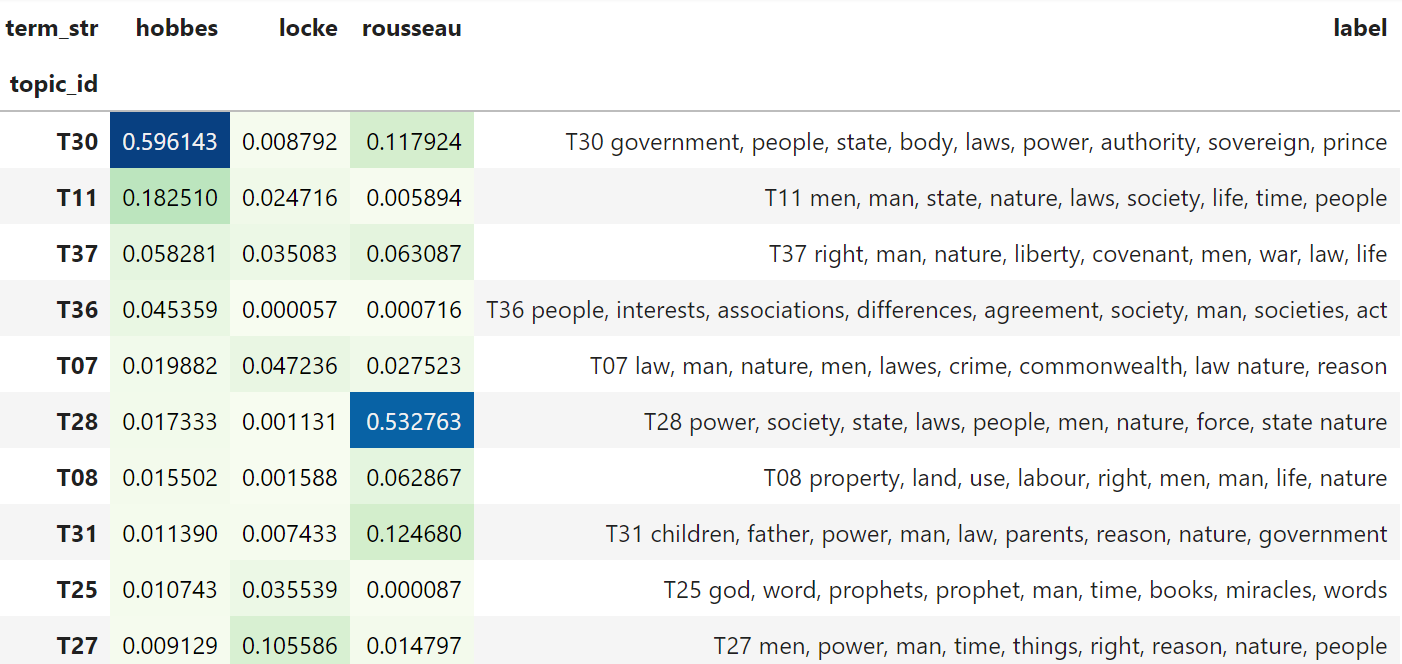 term_str hobbes locke rousseau label
topic_id
T30 0.596143 0.008792 0.117924 T30 government, people, state, body, laws, power, authority, sovereign, prince
T11 0.182510 0.024716 0.005894 T11 men, man, state, nature, laws, society, life, time, people
T37 0.058281 0.035083 0.063087 T37 right, man, nature, liberty, covenant, men, war, law, life
T36 0.045359 0.000057 0.000716 T36 people, interests, associations, differences, agreement, society, man, societies, act
T07 0.019882 0.047236 0.027523 T07 law, man, nature, men, lawes, crime, commonwealth, law nature, reason
T28 0.017333 0.001131 0.532763 T28 power, society, state, laws, people, men, nature, force, state nature
T08 0.015502 0.001588 0.062867 T08 property, land, use, labour, right, men, man, life, nature
T31 0.011390 0.007433 0.124680 T31 children, father, power, man, law, parents, reason, nature, government
T25 0.010743 0.035539 0.000087 T25 god, word, prophets, prophet, man, time, books, miracles, words
T27 0.009129 0.105586 0.014797 T27 men, power, man, time, things, right, reason, nature, people